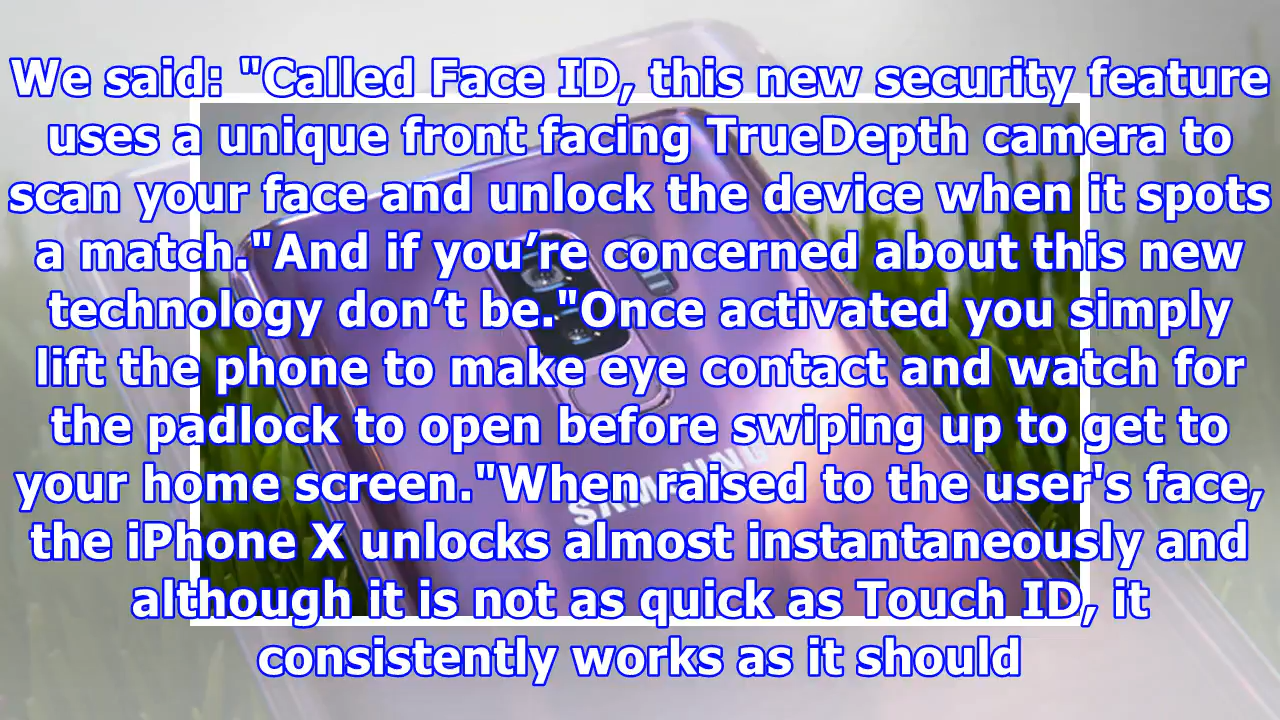 We said: "Called Face ID, this new security feature
uses a unique front facing TrueDepth camera to
scan your face and unlock the device when it spots
a match."And if you’re concerned about this new
technology don’t be."Once activated you simply
lift the phone to make eye contact and watch for
the padlock to open before swiping up to get to
your home screen."When raised to the user's face,
the iPhone X unlocks almost instantaneously and
although it is not as quick as Touch ID, it
consistently works as it should
SAMSUNG